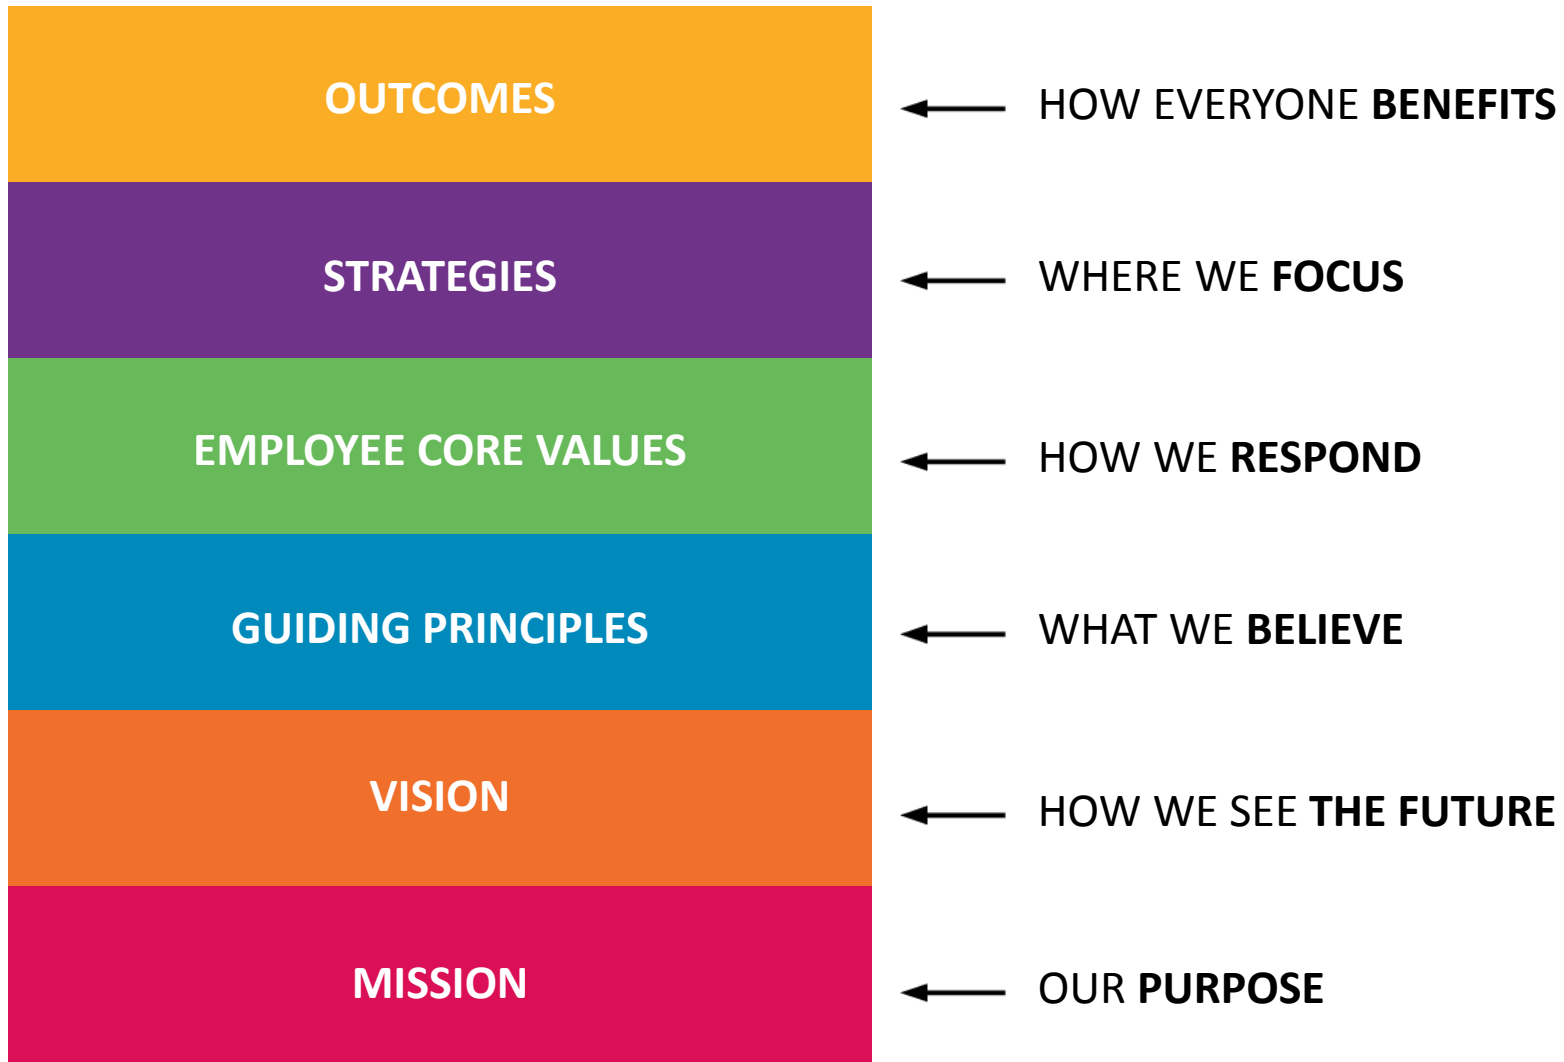 OUTCOMES
HOW EVERYONE BENEFITS
STRATEGIES
WHERE WE FOCUS
EMPLOYEE CORE VALUES
HOW WE RESPOND
GUIDING PRINCIPLES
WHAT WE BELIEVE
VISION
HOW WE SEE THE FUTURE
MISSION
OUR PURPOSE